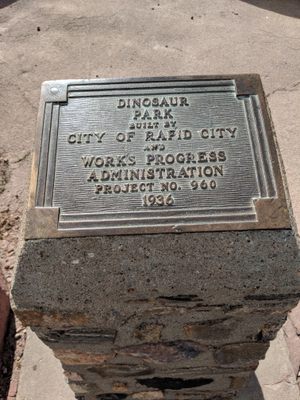 DINOSAUR
PARK
BUILT BY
CITY OF RAPID CITY
AND
WORKS PROGRESS
ADMINISTRATION
PROJECT NO. 960
1936